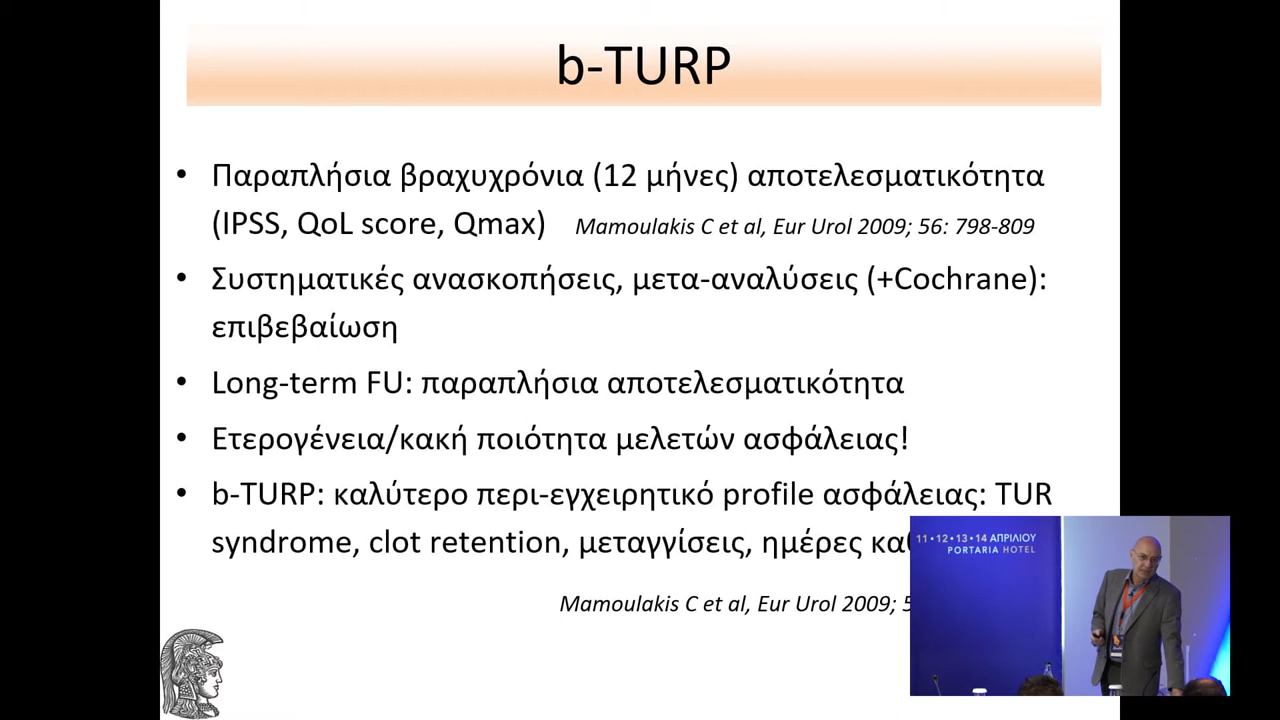 b-TURP
• Παραπλήσια βραχυχρόνια (12 μήνες) αποτελεσματικότητα
(IPSS, QoL score, Qmax) Mamoulakis C et al, Eur Urol 2009; 56: 798-809
• Συστηματικές ανασκοπήσεις, μετα-αναλύσεις (+Cochrane):
επιβεβαίωση
• Long-term FU: παραπλήσια αποτελεσματικότητα
• Ετερογένεια/κακή ποιότητα μελετών ασφάλειας!
• b-TURP: καλύτερο περι-εγχειρητικό profile ασφάλειας: TUR
syndrome, clot retention, μεταγγίσεις, ημέρες
Mamoulakis C et al, Eur Urol 2009;
11•12•13•14 ΑΠΡΙΛΙΟΥ
PORTARIA HOTEL